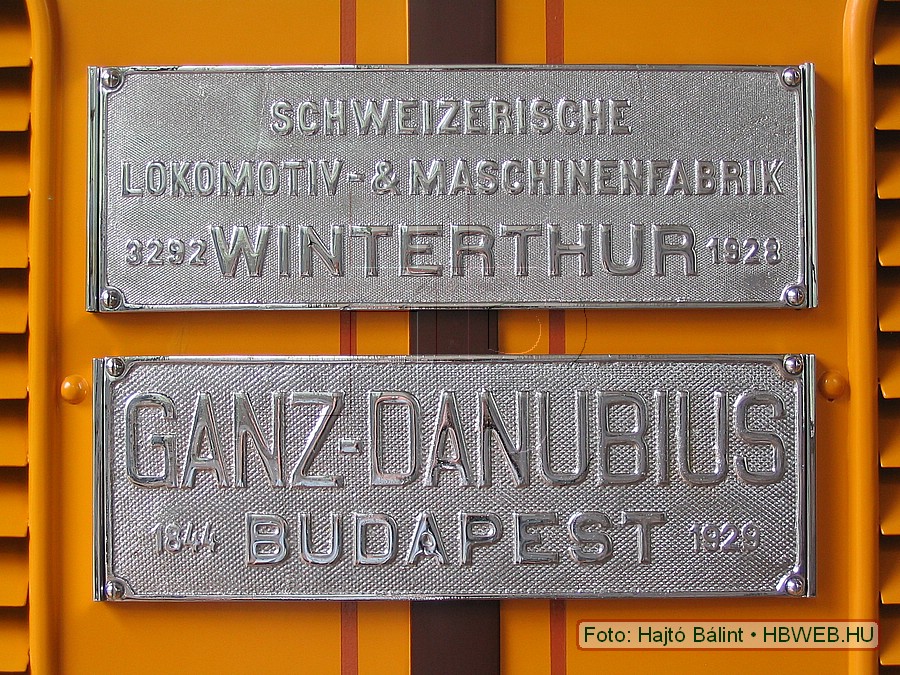 SCHWEIZERISCHE
LOKOMOTIV-& MASCHINENFABRIK
3292 WINTERTHUR 1928
GANZ-DANUBIUS
1844 BUDAPEST 1929
Foto: Hajtó Bálint • HBWEB.HU